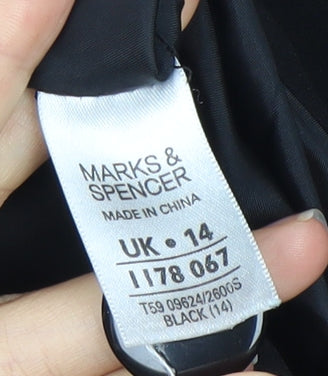 MARKS &
SPENCER
MADE IN CHINA
UK • 14
1178 067
T59 09624/2600S
BLACK (14)